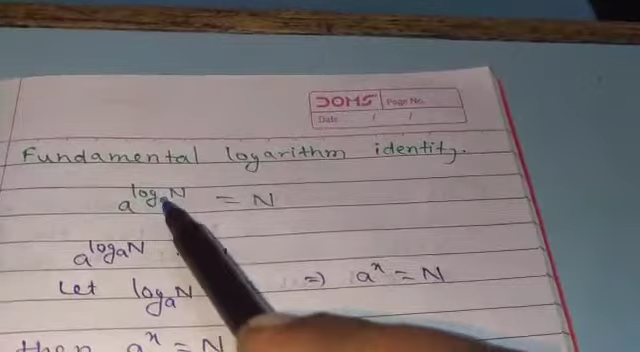 DOMS Page No.
Date / /
Fundamental logarithm identity.
a^{log_a N} = N
a^{log_a N}
Let log_a N ⇒ a^x = N
then a^x = N